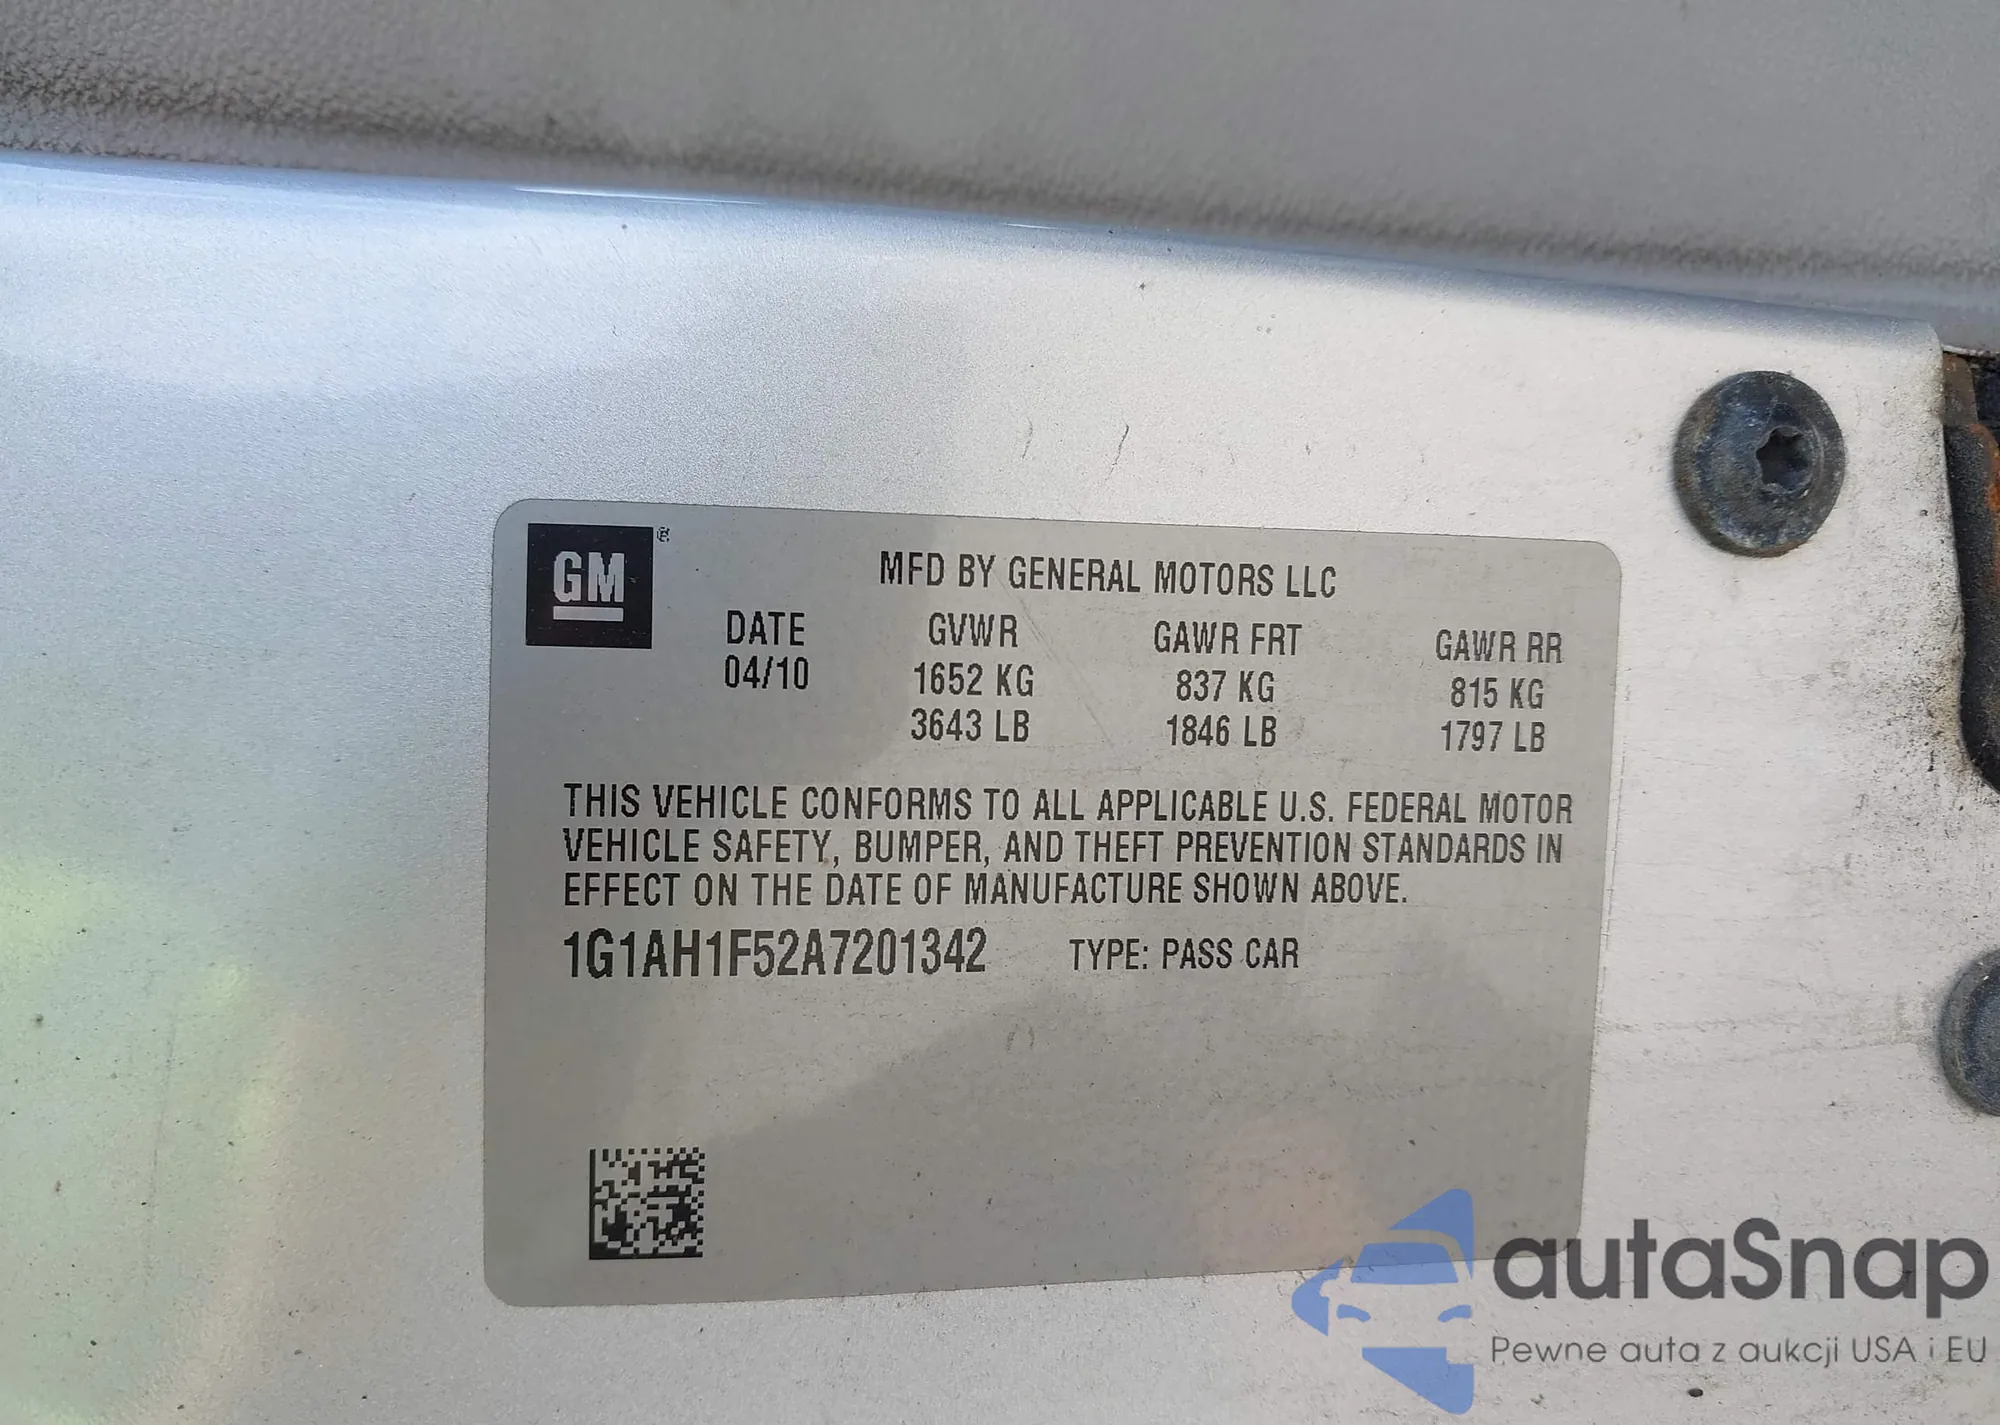 GM ®
MFD BY GENERAL MOTORS LLC
DATE GVWR GAWR FRT GAWR RR
04/10 1652 KG 837 KG 815 KG
3643 LB 1846 LB 1797 LB
THIS VEHICLE CONFORMS TO ALL APPLICABLE U.S. FEDERAL MOTOR
VEHICLE SAFETY, BUMPER, AND THEFT PREVENTION STANDARDS IN
EFFECT ON THE DATE OF MANUFACTURE SHOWN ABOVE.
1G1AH1F52A7201342 TYPE: PASS CAR
autaSnap
Pewne auta z aukcji USA i EU